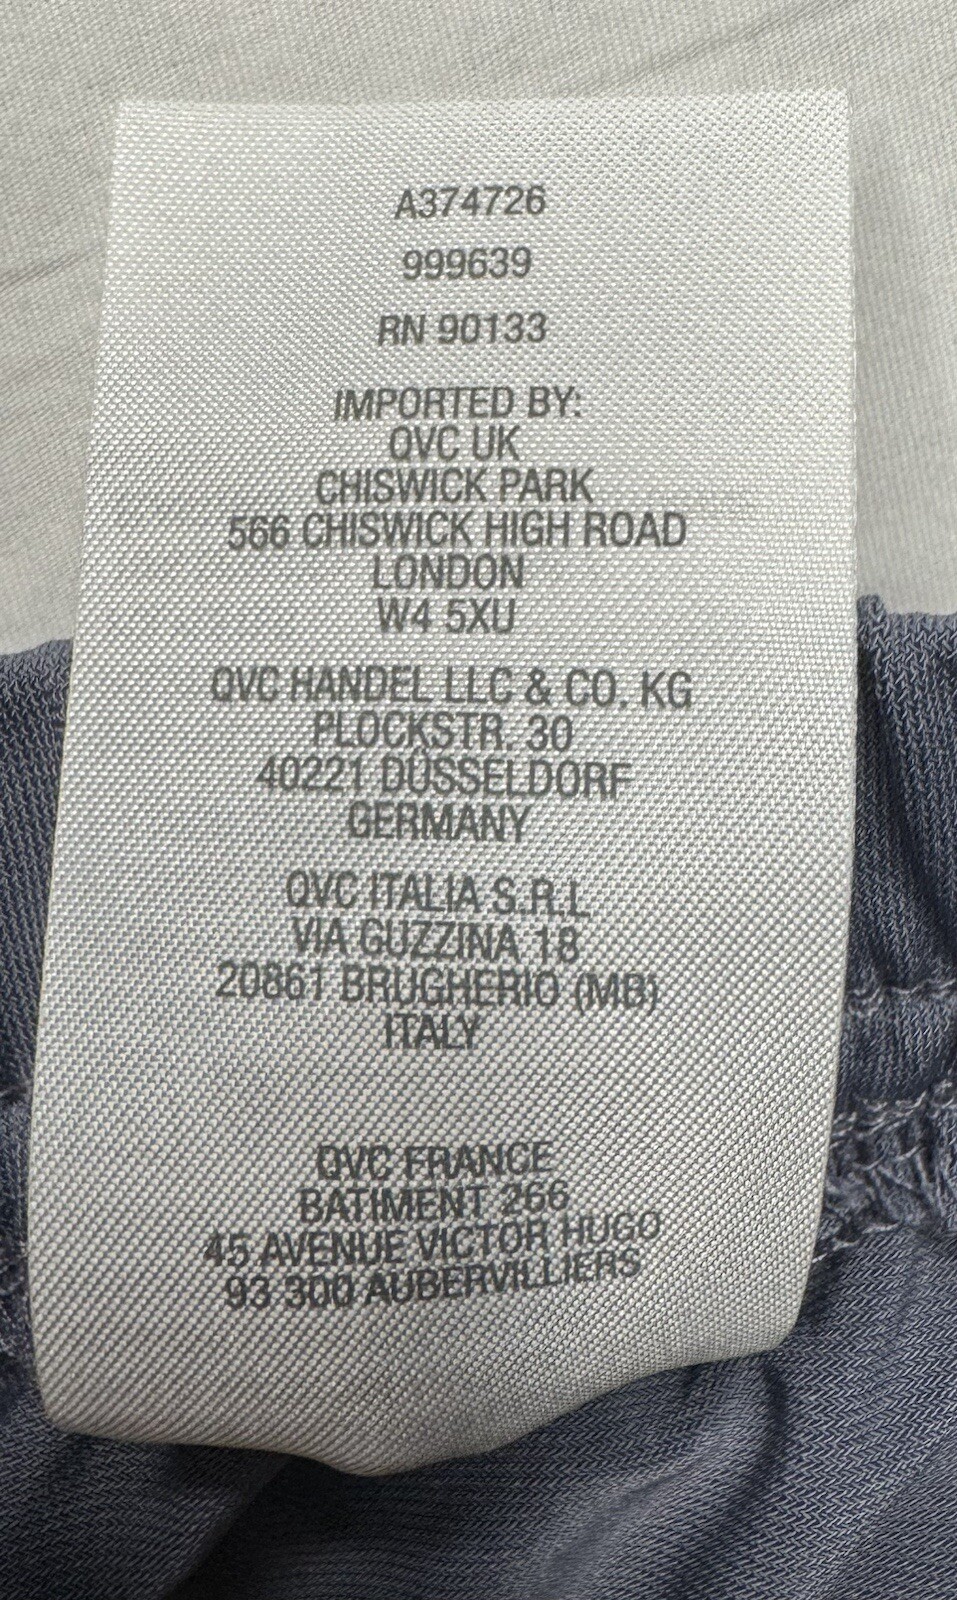 A374726
999639
RN 90133
IMPORTED BY:
QVC UK
CHISWICK PARK
566 CHISWICK HIGH ROAD
LONDON
W4 5XU
QVC HANDEL LLC & CO. KG
PLOCKSTR. 30
40221 DÜSSELDORF
GERMANY
QVC ITALIA S.R.L
VIA GUZZINA 18
20861 BRUGHERIO (MB)
ITALY
QVC FRANCE
BATIMENT 266
45 AVENUE VICTOR HUGO
93 300 AUBERVILLIERS